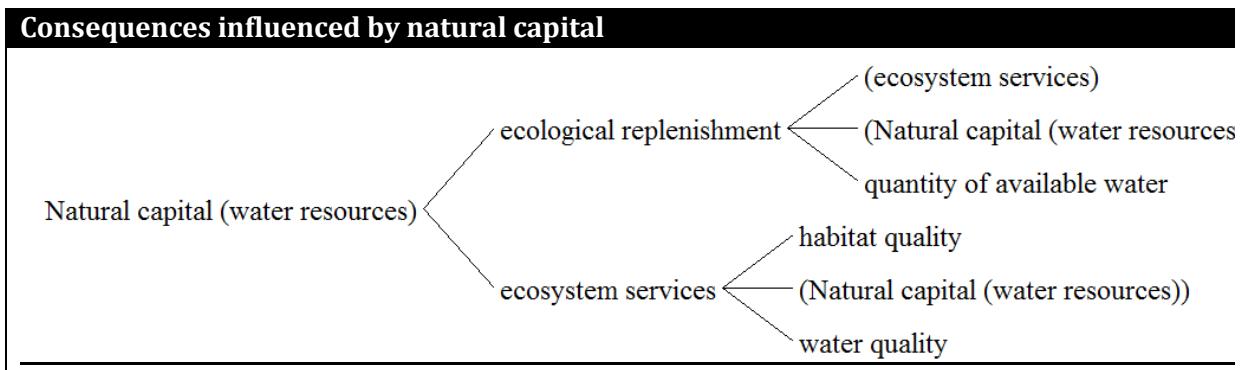 Consequences influenced by natural capital
(ecosystem services)
ecological replenishment
(Natural capital (water resources
quantity of available water
Natural capital (water resources)
habitat quality
ecosystem services
(Natural capital (water resources))
water quality